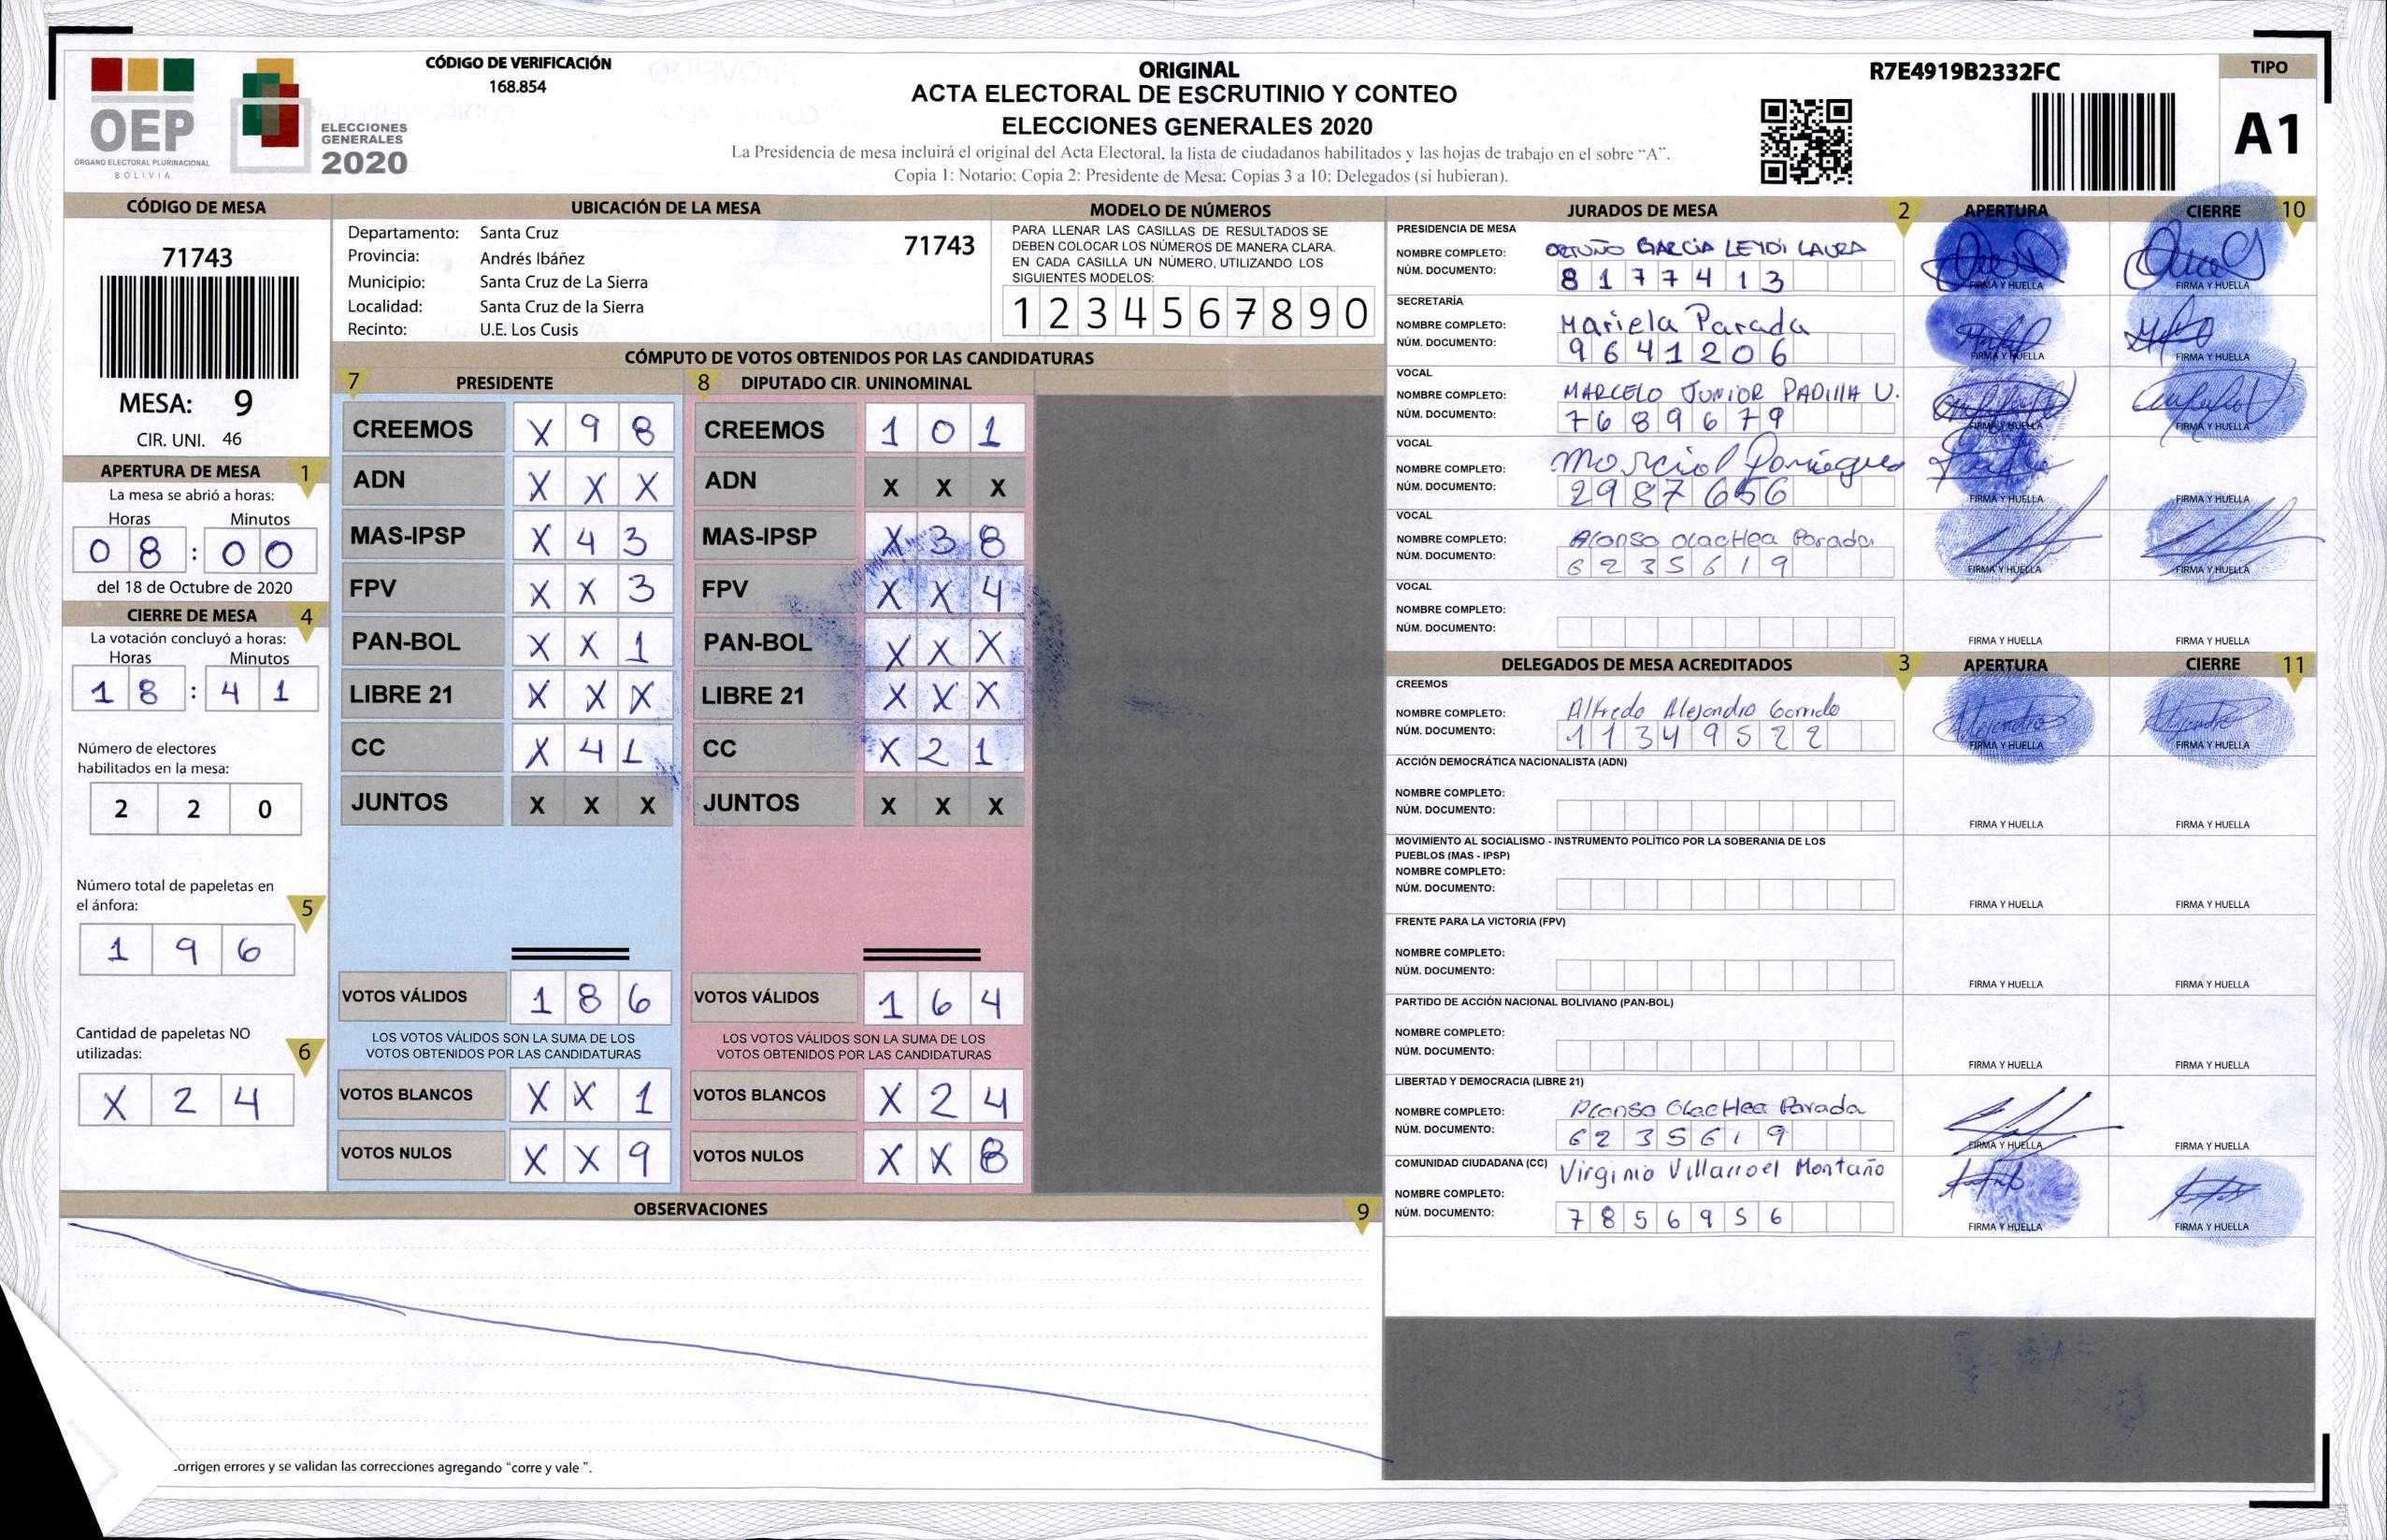 OEP
ÓRGANO ELECTORAL PLURINACIONAL
BOLIVIA
ELECCIONES
GENERALES
2020
CÓDIGO DE VERIFICACIÓN
168.854
ORIGINAL
ACTA ELECTORAL DE ESCRUTINIO Y CONTEO
ELECCIONES GENERALES 2020
La Presidencia de mesa incluirá el original del Acta Electoral, la lista de ciudadanos habilitados y las hojas de trabajo en el sobre “A”.
Copia 1: Notario; Copia 2: Presidente de Mesa; Copias 3 a 10: Delegados (si hubieran).
R7E4919B2332FC
TIPO
A1
CÓDIGO DE MESA
71743
MESA: 9
CIR. UNI. 46
APERTURA DE MESA 1
La mesa se abrió a horas:
Horas Minutos
0 8 : 0 0
del 18 de Octubre de 2020
CIERRE DE MESA 4
La votación concluyó a horas:
Horas Minutos
1 8 : 4 1
Número de electores
habilitados en la mesa:
2 2 0
Número total de papeletas en
el ánfora: 5
1 9 6
Cantidad de papeletas NO
utilizadas: 6
X 2 4
UBICACIÓN DE LA MESA
Departamento: Santa Cruz
71743
Provincia: Andrés Ibáñez
Municipio: Santa Cruz de La Sierra
Localidad: Santa Cruz de la Sierra
Recinto: U.E. Los Cusis
MODELO DE NÚMEROS
PARA LLENAR LAS CASILLAS DE RESULTADOS SE
DEBEN COLOCAR LOS NÚMEROS DE MANERA CLARA.
EN CADA CASILLA UN NÚMERO, UTILIZANDO LOS
SIGUIENTES MODELOS:
1 2 3 4 5 6 7 8 9 0
CÓMPUTO DE VOTOS OBTENIDOS POR LAS CANDIDATURAS
7 PRESIDENTE
CREEMOS X 9 8
ADN X X X
MAS-IPSP X 4 3
FPV X X 3
PAN-BOL X X 1
LIBRE 21 X X X
CC X 4 1
JUNTOS X X X
VOTOS VÁLIDOS 1 8 6
LOS VOTOS VÁLIDOS SON LA SUMA DE LOS
VOTOS OBTENIDOS POR LAS CANDIDATURAS
VOTOS BLANCOS X X 1
VOTOS NULOS X X 9
8 DIPUTADO CIR. UNINOMINAL
CREEMOS 1 0 1
ADN X X X
MAS-IPSP X 3 8
FPV X X 4
PAN-BOL X X X
LIBRE 21 X X X
CC X 2 1
JUNTOS X X X
VOTOS VÁLIDOS 1 6 4
LOS VOTOS VÁLIDOS SON LA SUMA DE LOS
VOTOS OBTENIDOS POR LAS CANDIDATURAS
VOTOS BLANCOS X 2 4
VOTOS NULOS X X 8
OBSERVACIONES 9
orrigen errores y se validan las correcciones agregando “corre y vale ”.
JURADOS DE MESA 2 APERTURA CIERRE 10
PRESIDENCIA DE MESA
NOMBRE COMPLETO: ORTUÑO GARCIA LEYDI LAURA
NÚM. DOCUMENTO: 8 1 7 7 4 1 3
FIRMA Y HUELLA FIRMA Y HUELLA
SECRETARÍA
NOMBRE COMPLETO: Mariela Parada
NÚM. DOCUMENTO: 9 6 4 1 2 0 6
FIRMA Y HUELLA FIRMA Y HUELLA
VOCAL
NOMBRE COMPLETO: MARCELO JUNIOR PADIllA U.
NÚM. DOCUMENTO: 7 6 8 9 6 7 9
FIRMA Y HUELLA FIRMA Y HUELLA
VOCAL
NOMBRE COMPLETO:
NÚM. DOCUMENTO: 2 9 8 7 6 5 6
FIRMA Y HUELLA FIRMA Y HUELLA
VOCAL
NOMBRE COMPLETO: Alonso OlacHea Parada
NÚM. DOCUMENTO: 6 2 3 5 6 1 9
FIRMA Y HUELLA FIRMA Y HUELLA
VOCAL
NOMBRE COMPLETO:
NÚM. DOCUMENTO:
FIRMA Y HUELLA FIRMA Y HUELLA
DELEGADOS DE MESA ACREDITADOS 3 APERTURA CIERRE 11
CREEMOS
NOMBRE COMPLETO: Alfredo Alejandro Garrido
NÚM. DOCUMENTO: 1 1 3 4 9 5 2 2
FIRMA Y HUELLA FIRMA Y HUELLA
ACCIÓN DEMOCRÁTICA NACIONALISTA (ADN)
NOMBRE COMPLETO:
NÚM. DOCUMENTO:
FIRMA Y HUELLA FIRMA Y HUELLA
MOVIMIENTO AL SOCIALISMO - INSTRUMENTO POLÍTICO POR LA SOBERANIA DE LOS
PUEBLOS (MAS - IPSP)
NOMBRE COMPLETO:
NÚM. DOCUMENTO:
FIRMA Y HUELLA FIRMA Y HUELLA
FRENTE PARA LA VICTORIA (FPV)
NOMBRE COMPLETO:
NÚM. DOCUMENTO:
FIRMA Y HUELLA FIRMA Y HUELLA
PARTIDO DE ACCIÓN NACIONAL BOLIVIANO (PAN-BOL)
NOMBRE COMPLETO:
NÚM. DOCUMENTO:
FIRMA Y HUELLA FIRMA Y HUELLA
LIBERTAD Y DEMOCRACIA (LIBRE 21)
NOMBRE COMPLETO: Alonso OlacHea Parada
NÚM. DOCUMENTO: 6 2 3 5 6 1 9
FIRMA Y HUELLA FIRMA Y HUELLA
COMUNIDAD CIUDADANA (CC) Virginio Villarroel Montaño
NOMBRE COMPLETO:
NÚM. DOCUMENTO: 7 8 5 6 9 5 6
FIRMA Y HUELLA FIRMA Y HUELLA